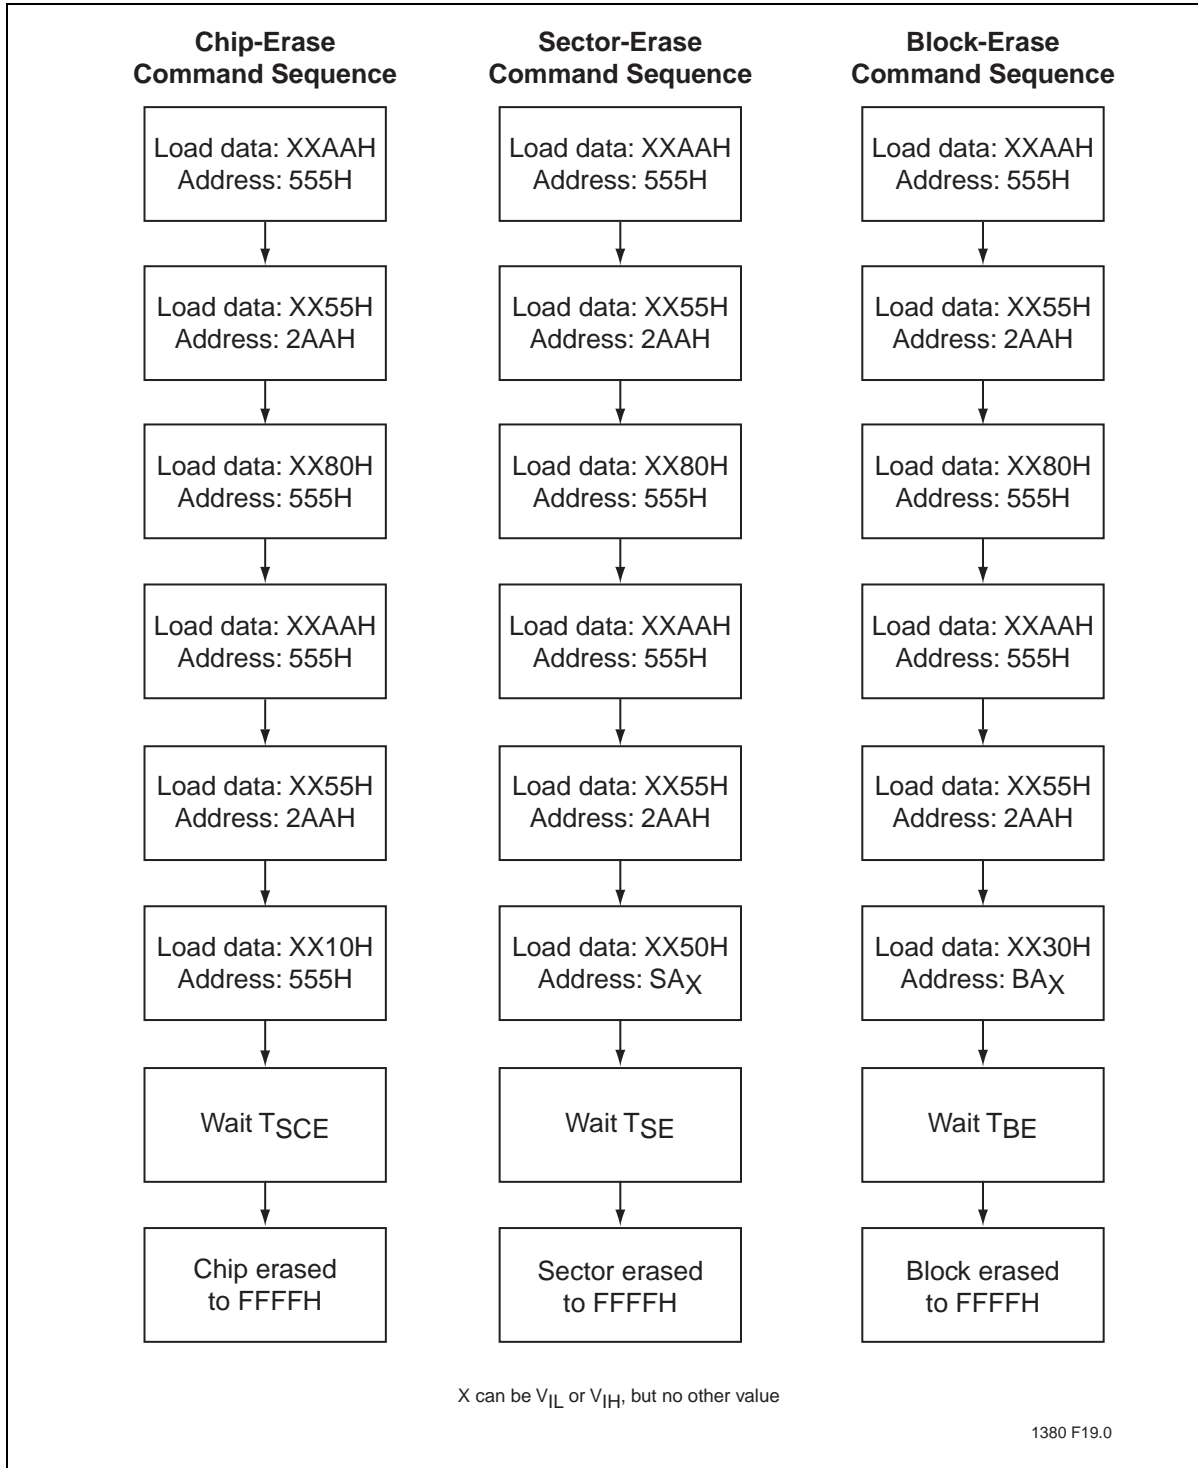 Chip-Erase
Command Sequence
Load data: XXAAH
Address: 555H
Load data: XX55H
Address: 2AAH
Load data: XX80H
Address: 555H
Load data: XXAAH
Address: 555H
Load data: XX55H
Address: 2AAH
Load data: XX10H
Address: 555H
Wait TSCE
Chip erased
to FFFFH
Sector-Erase
Command Sequence
Load data: XXAAH
Address: 555H
Load data: XX55H
Address: 2AAH
Load data: XX80H
Address: 555H
Load data: XXAAH
Address: 555H
Load data: XX55H
Address: 2AAH
Load data: XX50H
Address: SAX
Wait TSE
Sector erased
to FFFFH
Block-Erase
Command Sequence
Load data: XXAAH
Address: 555H
Load data: XX55H
Address: 2AAH
Load data: XX80H
Address: 555H
Load data: XXAAH
Address: 555H
Load data: XX55H
Address: 2AAH
Load data: XX30H
Address: BAX
Wait TBE
Block erased
to FFFFH
X can be VIL or VIH, but no other value
1380 F19.0